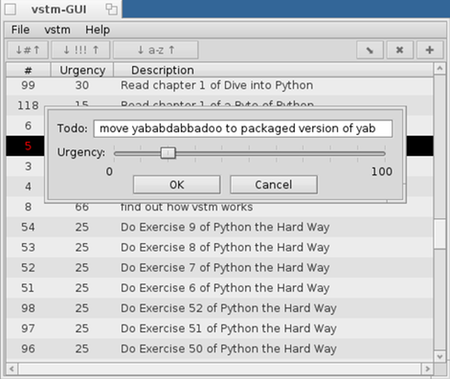 vstm-GUI
File vstm Help
↓#↑ ↓ !!! ↑ ↓ a-z ↑
# Urgency Description
99 30 Read chapter 1 of Dive into Python
118 15 Read chapter 1 of a Byte of Python
6
Todo: move yababdabbadoo to packaged version of yab
5
Urgency:
3
0 100
4
OK Cancel
8 66 find out how vstm works
54 25 Do Exercise 9 of Python the Hard Way
53 25 Do Exercise 8 of Python the Hard Way
52 25 Do Exercise 7 of Python the Hard Way
51 25 Do Exercise 6 of Python the Hard Way
98 25 Do Exercise 52 of Python the Hard Way
97 25 Do Exercise 51 of Python the Hard Way
96 25 Do Exercise 50 of Python the Hard Way